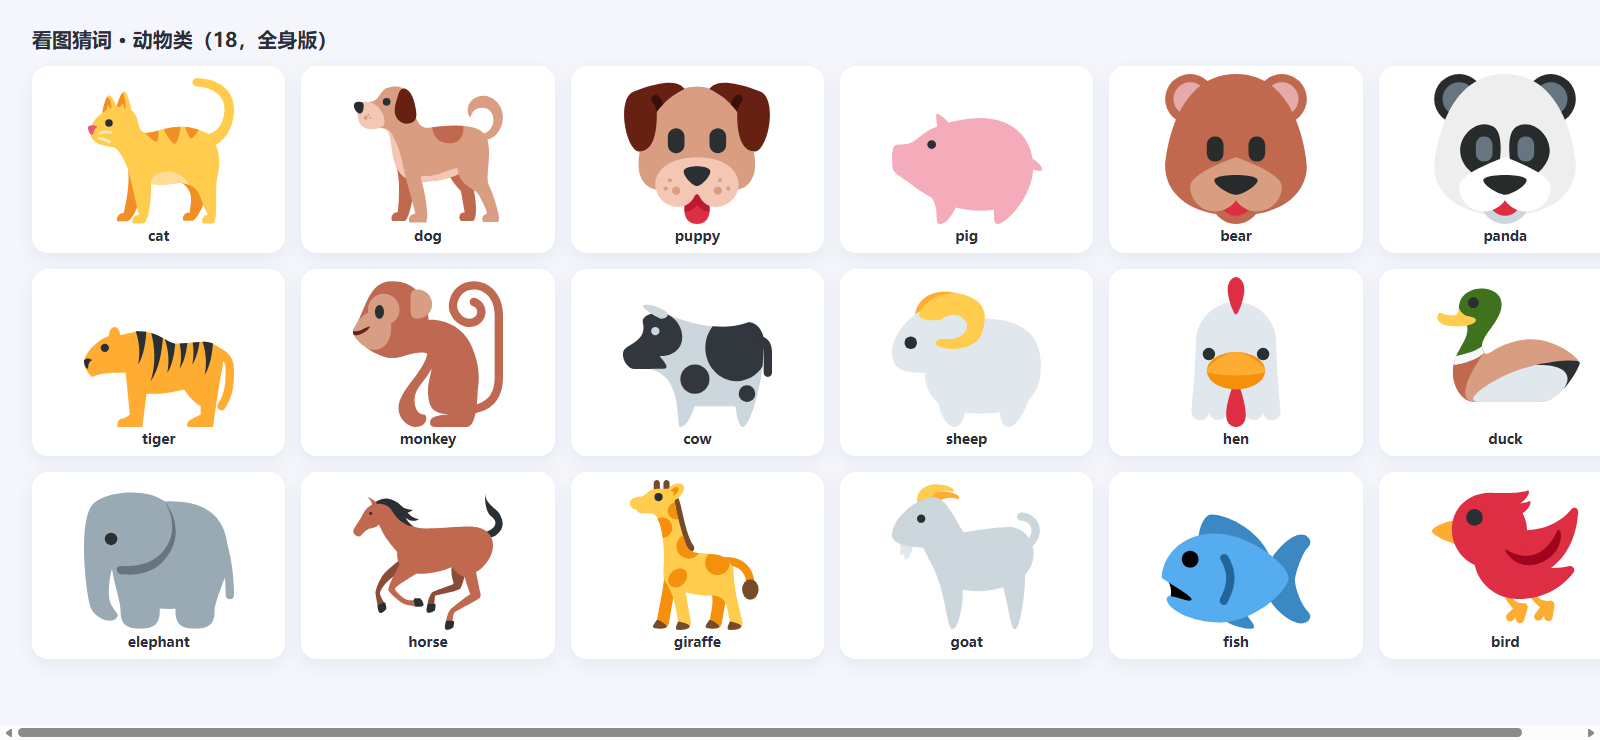 看图猜词 • 动物类（18，全身版）
cat
dog
puppy
pig
bear
panda
tiger
monkey
cow
sheep
hen
duck
elephant
horse
giraffe
goat
fish
bird